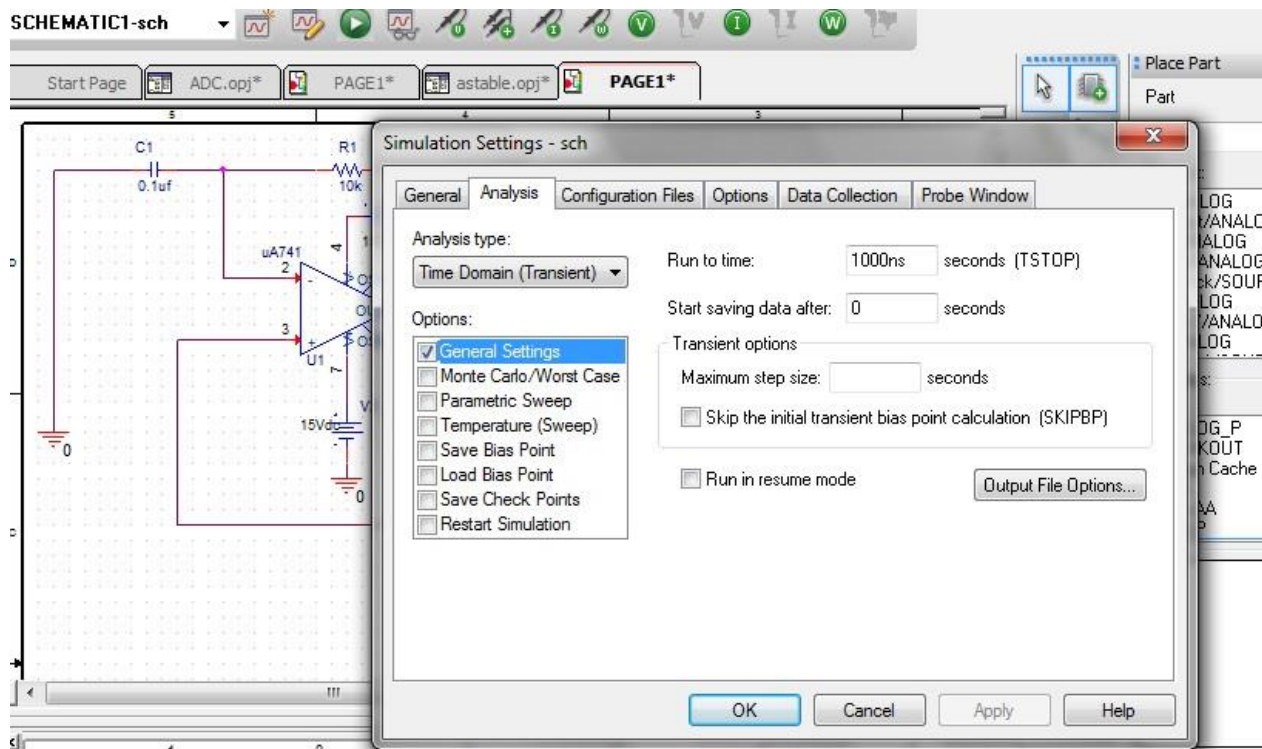 SCHEMATIC1-sch
Start Page
ADC.opj*
PAGE1*
astable.opj*
PAGE1*
Place Part
Part
5
4
3
C1
0.1uf
R1
10k
uA741
4
2
3
7
U1
15Vdc
0
0
Simulation Settings - sch
General
Analysis
Configuration Files
Options
Data Collection
Probe Window
Analysis type:
Time Domain (Transient)
Options:
General Settings
Monte Carlo/Worst Case
Parametric Sweep
Temperature (Sweep)
Save Bias Point
Load Bias Point
Save Check Points
Restart Simulation
Run to time: 1000ns seconds (TSTOP)
Start saving data after: 0 seconds
Transient options
Maximum step size: seconds
Skip the initial transient bias point calculation (SKIPBP)
Run in resume mode
Output File Options...
OK
Cancel
Apply
Help